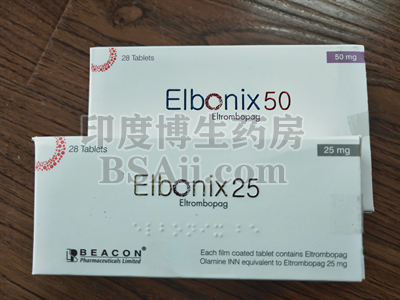 28 Tablets
50 mg
Elbonix 50
Eltrombopag
印度博生药房
BSAii.com
28 Tablets
25 mg
Elbonix 25
Eltrombopag
BEACON®
Pharmaceuticals Limited
Each film coated tablet contains Eltrombopag
Olamine INN equivalent to Eltrombopag 25 mg